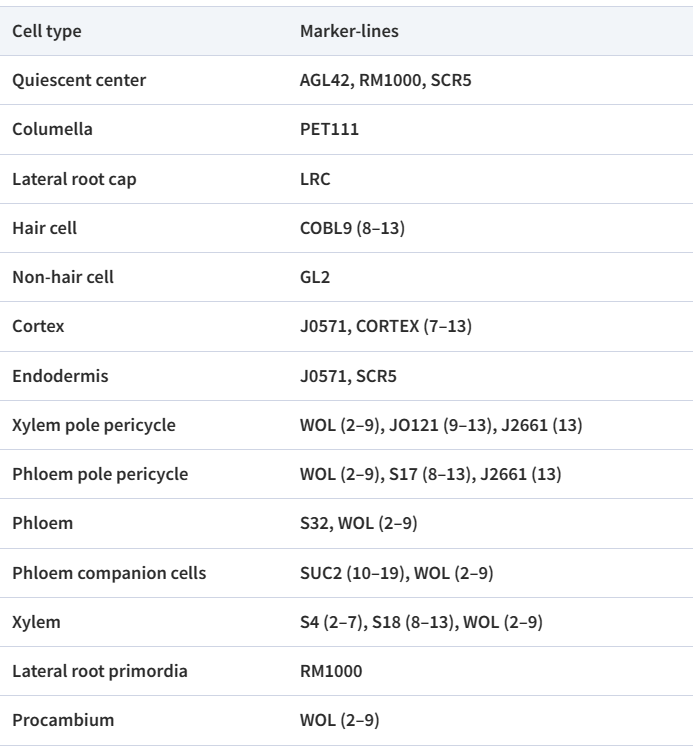 Cell type Marker-lines
Quiescent center AGL42, RM1000, SCR5
Columella PET111
Lateral root cap LRC
Hair cell COBL9 (8–13)
Non-hair cell GL2
Cortex J0571, CORTEX (7–13)
Endodermis J0571, SCR5
Xylem pole pericycle WOL (2–9), JO121 (9–13), J2661 (13)
Phloem pole pericycle WOL (2–9), S17 (8–13), J2661 (13)
Phloem S32, WOL (2–9)
Phloem companion cells SUC2 (10–19), WOL (2–9)
Xylem S4 (2–7), S18 (8–13), WOL (2–9)
Lateral root primordia RM1000
Procambium WOL (2–9)